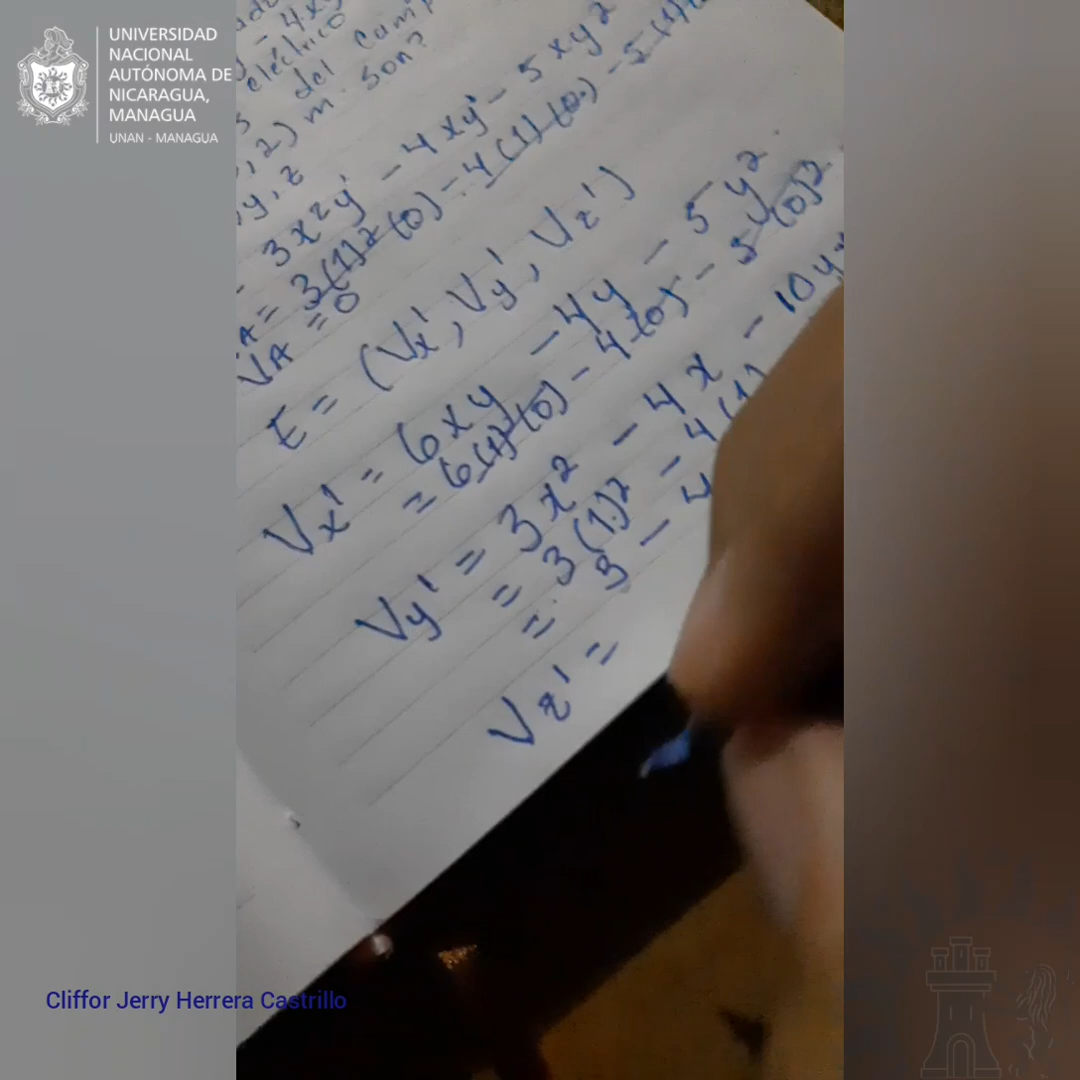 UNIVERSIDAD
NACIONAL
AUTÓNOMA DE
NICARAGUA,
MANAGUA
UNAN - MANAGUA
- 4xy
eléctrico
del camp
, 2) m. son?
y, z
3x²y - 4xy - 5xy²
VA = 3(1)²(0) - 4(1)(0) - 5(1)
VA = 0
E = (Vx', Vy', Vz')
Vx' = 6xy - 4y - 5y²
= 6(1)(0) - 4(0) - 5(0)²
Vy' = 3x² - 4x - 10y
= 3(1)² - 4(1)
= 3 - 4
Vz' =
Cliffor Jerry Herrera Castrillo